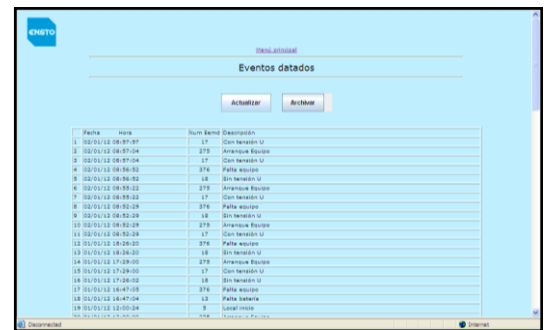 ENSTO
Menú principal
Eventos datados
Actualizar Archivar
Fecha Hora Num Eemd Descripción
1 02/01/12 08:57:57 17 Con tensión U
2 02/01/12 08:57:04 275 Arranque Equipo
3 02/01/12 08:57:04 17 Con tensión U
4 02/01/12 08:56:52 376 Falta equipo
5 02/01/12 08:56:52 18 Sin tensión U
6 02/01/12 08:55:22 275 Arranque Equipo
7 02/01/12 08:55:22 17 Con tensión U
8 02/01/12 08:52:29 376 Falta equipo
9 02/01/12 08:52:29 18 Sin tensión U
10 02/01/12 08:52:29 275 Arranque Equipo
11 02/01/12 08:52:29 17 Con tensión U
12 01/01/12 18:26:20 376 Falta equipo
13 01/01/12 18:26:20 18 Sin tensión U
14 01/01/12 17:29:00 275 Arranque Equipo
15 01/01/12 17:29:00 17 Con tensión U
16 01/01/12 17:26:02 18 Sin tensión U
17 01/01/12 16:47:05 376 Falta equipo
18 01/01/12 16:47:04 13 Falta batería
19 01/01/12 12:00:24 5 Local inicio
Disconnected Internet